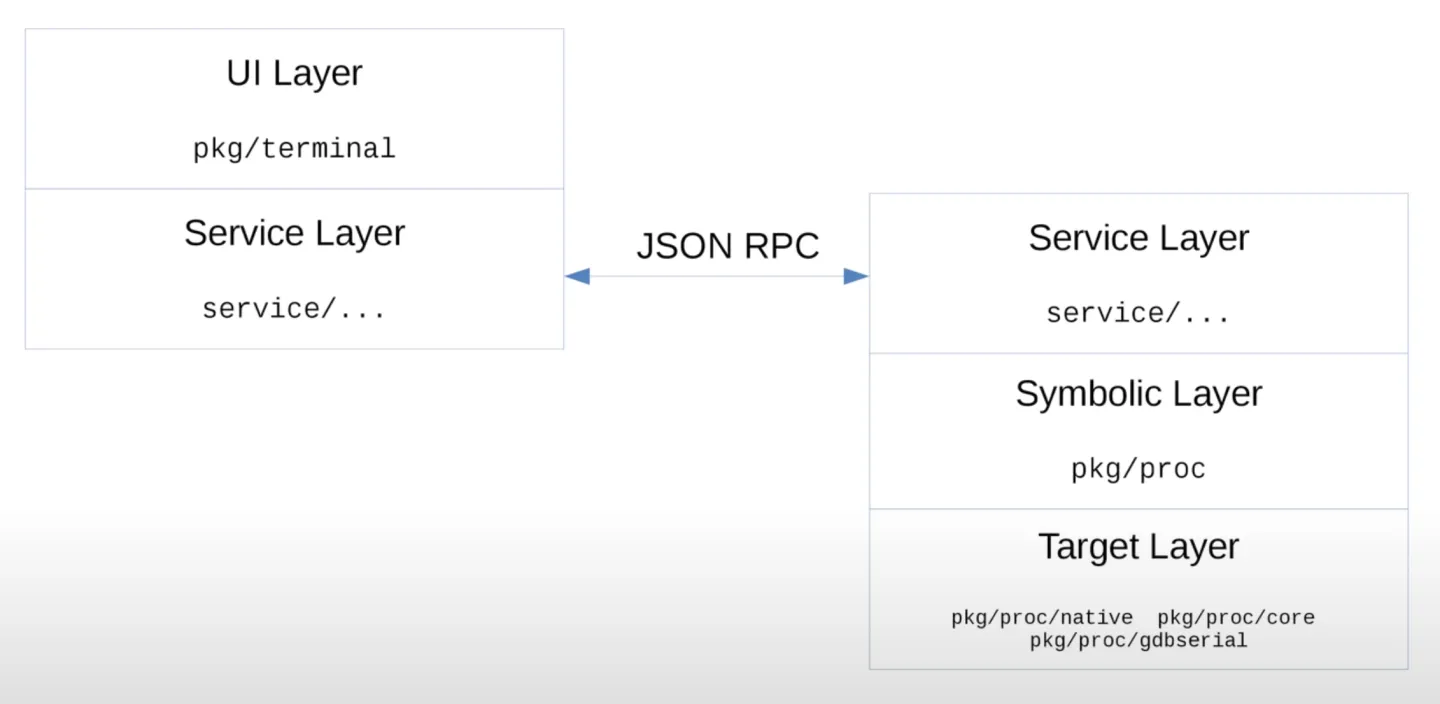 UI Layer
pkg/terminal
Service Layer
service/...
JSON RPC
Service Layer
service/...
Symbolic Layer
pkg/proc
Target Layer
pkg/proc/native pkg/proc/core
pkg/proc/gdbserial